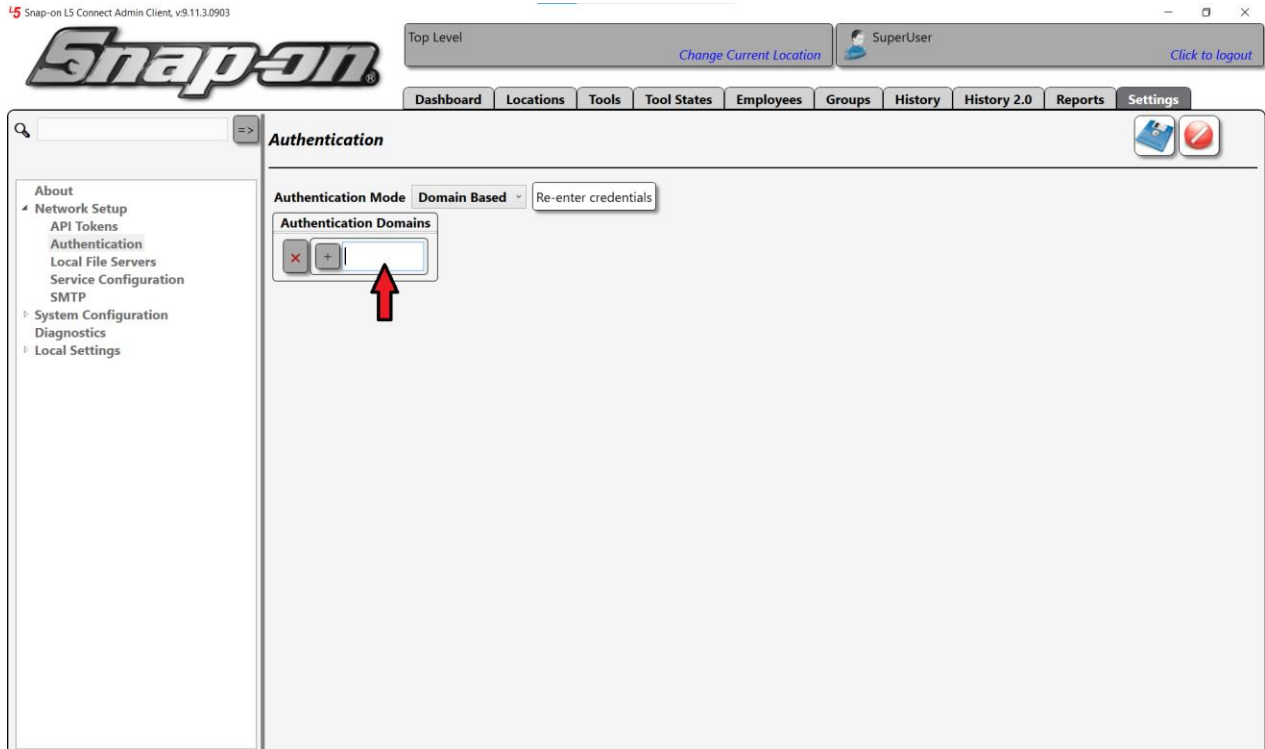 L5 Snap-on L5 Connect Admin Client, v:9.11.3.0903
Snap-on ®
Top Level
Change Current Location
SuperUser
Click to logout
Dashboard Locations Tools Tool States Employees Groups History History 2.0 Reports Settings
=>
Authentication
About
Network Setup
API Tokens
Authentication
Local File Servers
Service Configuration
SMTP
System Configuration
Diagnostics
Local Settings
Authentication Mode Domain Based Re-enter credentials
Authentication Domains
+